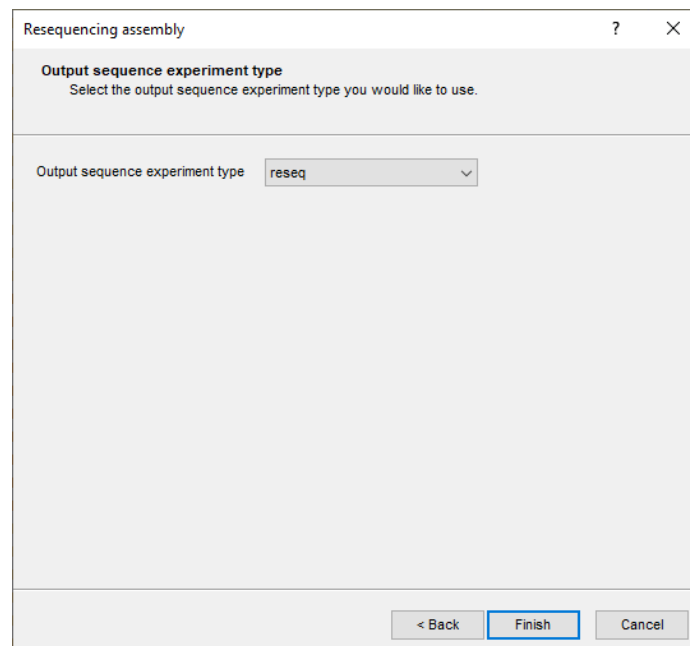 Resequencing assembly ?
Output sequence experiment type
Select the output sequence experiment type you would like to use.
Output sequence experiment type reseq
< Back Finish Cancel